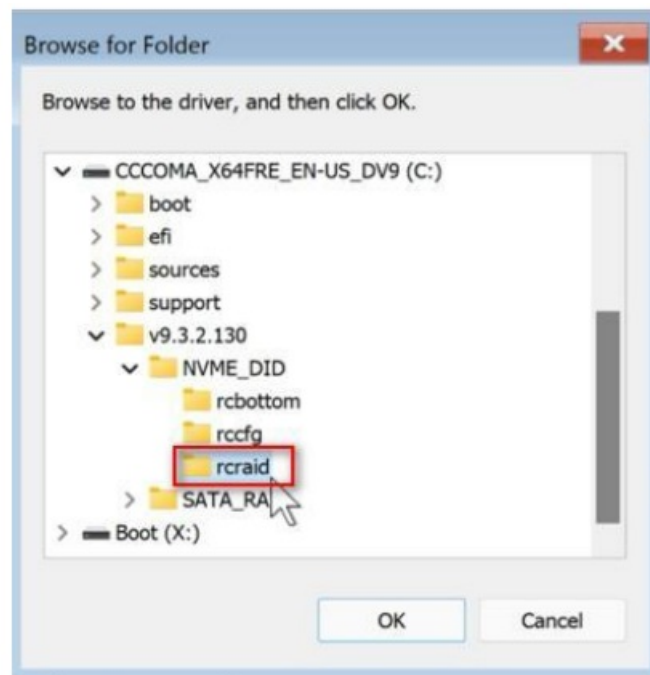 Browse for Folder
Browse to the driver, and then click OK.
CCCOMA_X64FRE_EN-US_DV9 (C:)
boot
efi
sources
support
v9.3.2.130
NVME_DID
rcbottom
rccfg
rcraid
SATA_RA
Boot (X:)
OK
Cancel